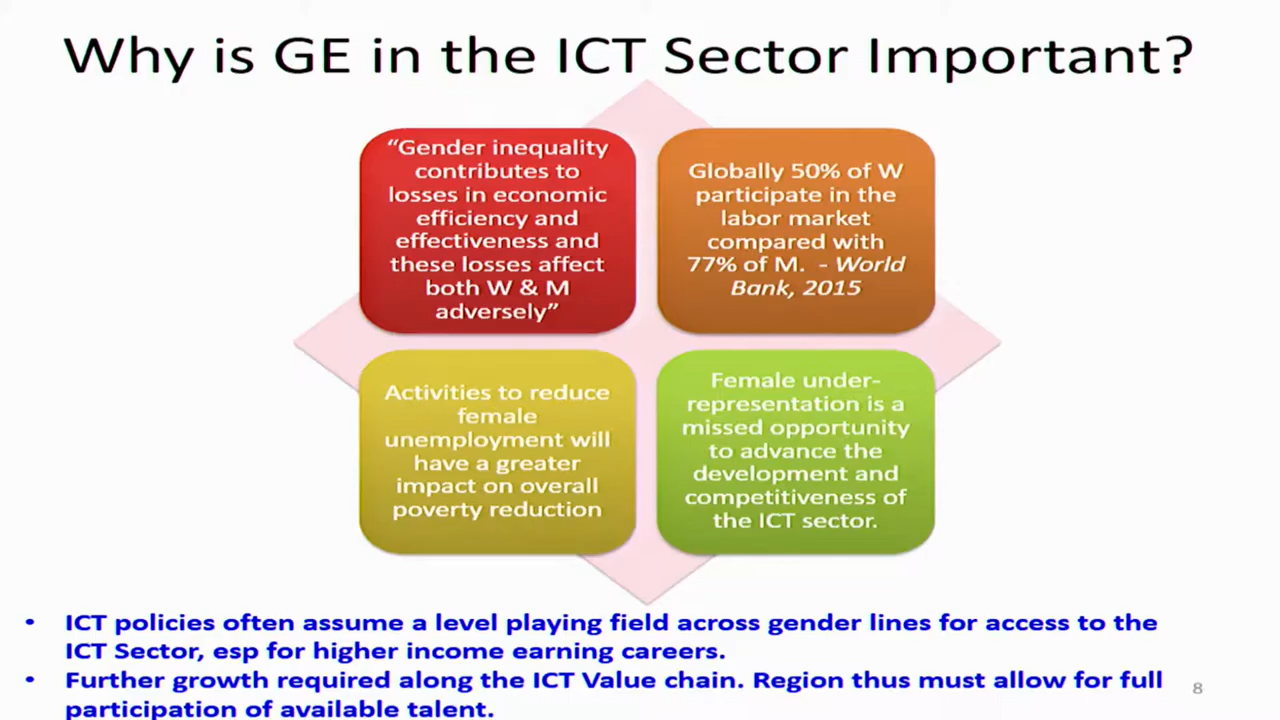 Why is GE in the ICT Sector Important?
“Gender inequality
contributes to
losses in economic
efficiency and
effectiveness and
these losses affect
both W & M
adversely”
Globally 50% of W
participate in the
labor market
compared with
77% of M.  - World
Bank, 2015
Activities to reduce
female
unemployment will
have a greater
impact on overall
poverty reduction
Female under-
representation is a
missed opportunity
to advance the
development and
competitiveness of
the ICT sector.
• ICT policies often assume a level playing field across gender lines for access to the
ICT Sector, esp for higher income earning careers.
• Further growth required along the ICT Value chain. Region thus must allow for full
participation of available talent.
8